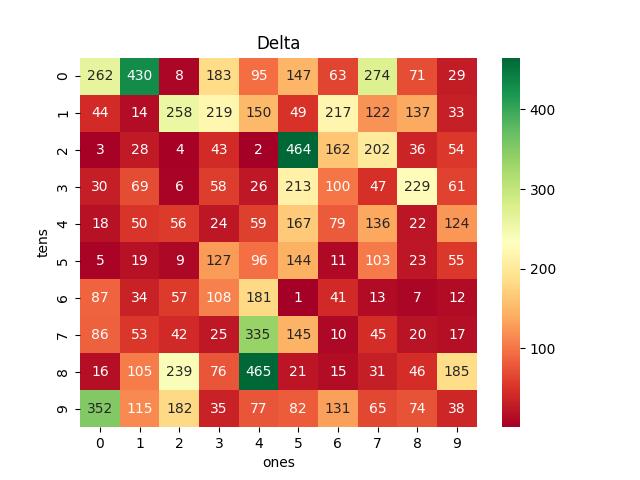 Delta
0 262 430 8 183 95 147 63 274 71 29
1 44 14 258 219 150 49 217 122 137 33
2 3 28 4 43 2 464 162 202 36 54
3 30 69 6 58 26 213 100 47 229 61
4 18 50 56 24 59 167 79 136 22 124
5 5 19 9 127 96 144 11 103 23 55
6 87 34 57 108 181 1 41 13 7 12
7 86 53 42 25 335 145 10 45 20 17
8 16 105 239 76 465 21 15 31 46 185
9 352 115 182 35 77 82 131 65 74 38
0 1 2 3 4 5 6 7 8 9
ones
tens
400
300
200
100